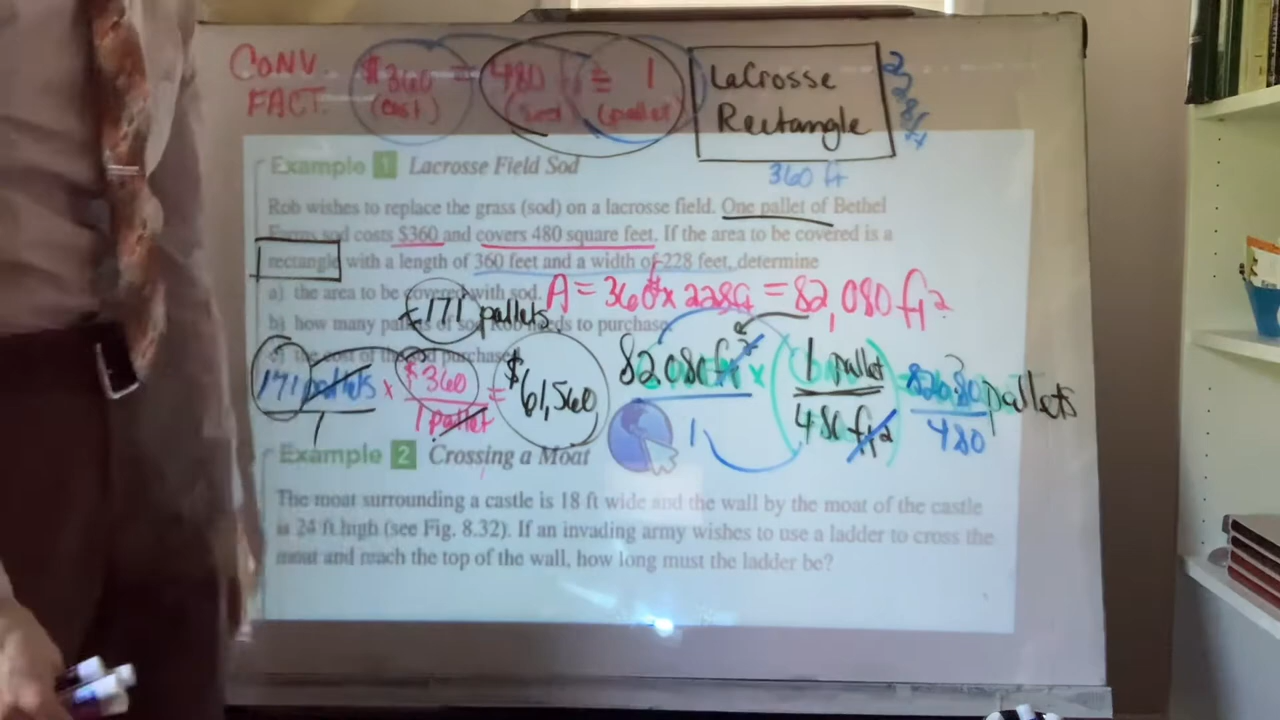 CONV. FACT.
$360 (cost) = 480 ft² (sod) = 1 (pallet)
LaCrosse
Rectangle
228 ft
360 ft
Example 1 Lacrosse Field Sod
Rob wishes to replace the grass (sod) on a lacrosse field. One pallet of Bethel
Farms sod costs $360 and covers 480 square feet. If the area to be covered is a
rectangle with a length of 360 feet and a width of 228 feet, determine
a) the area to be covered with sod.
A = 360ft x 228ft = 82,080 ft²
b) how many pallets of sod Rob needs to purchase.
171 pallets
c) the cost of the sod purchase
171 pallets / 1 x $360 / 1 pallet = $61,560
82080 ft² / 1 x (1 pallet / 480 ft²) = pallets / 480
Example 2 Crossing a Moat
The moat surrounding a castle is 18 ft wide and the wall by the moat of the castle
is 24 ft high (see Fig. 8.32). If an invading army wishes to use a ladder to cross the
moat and reach the top of the wall, how long must the ladder be?